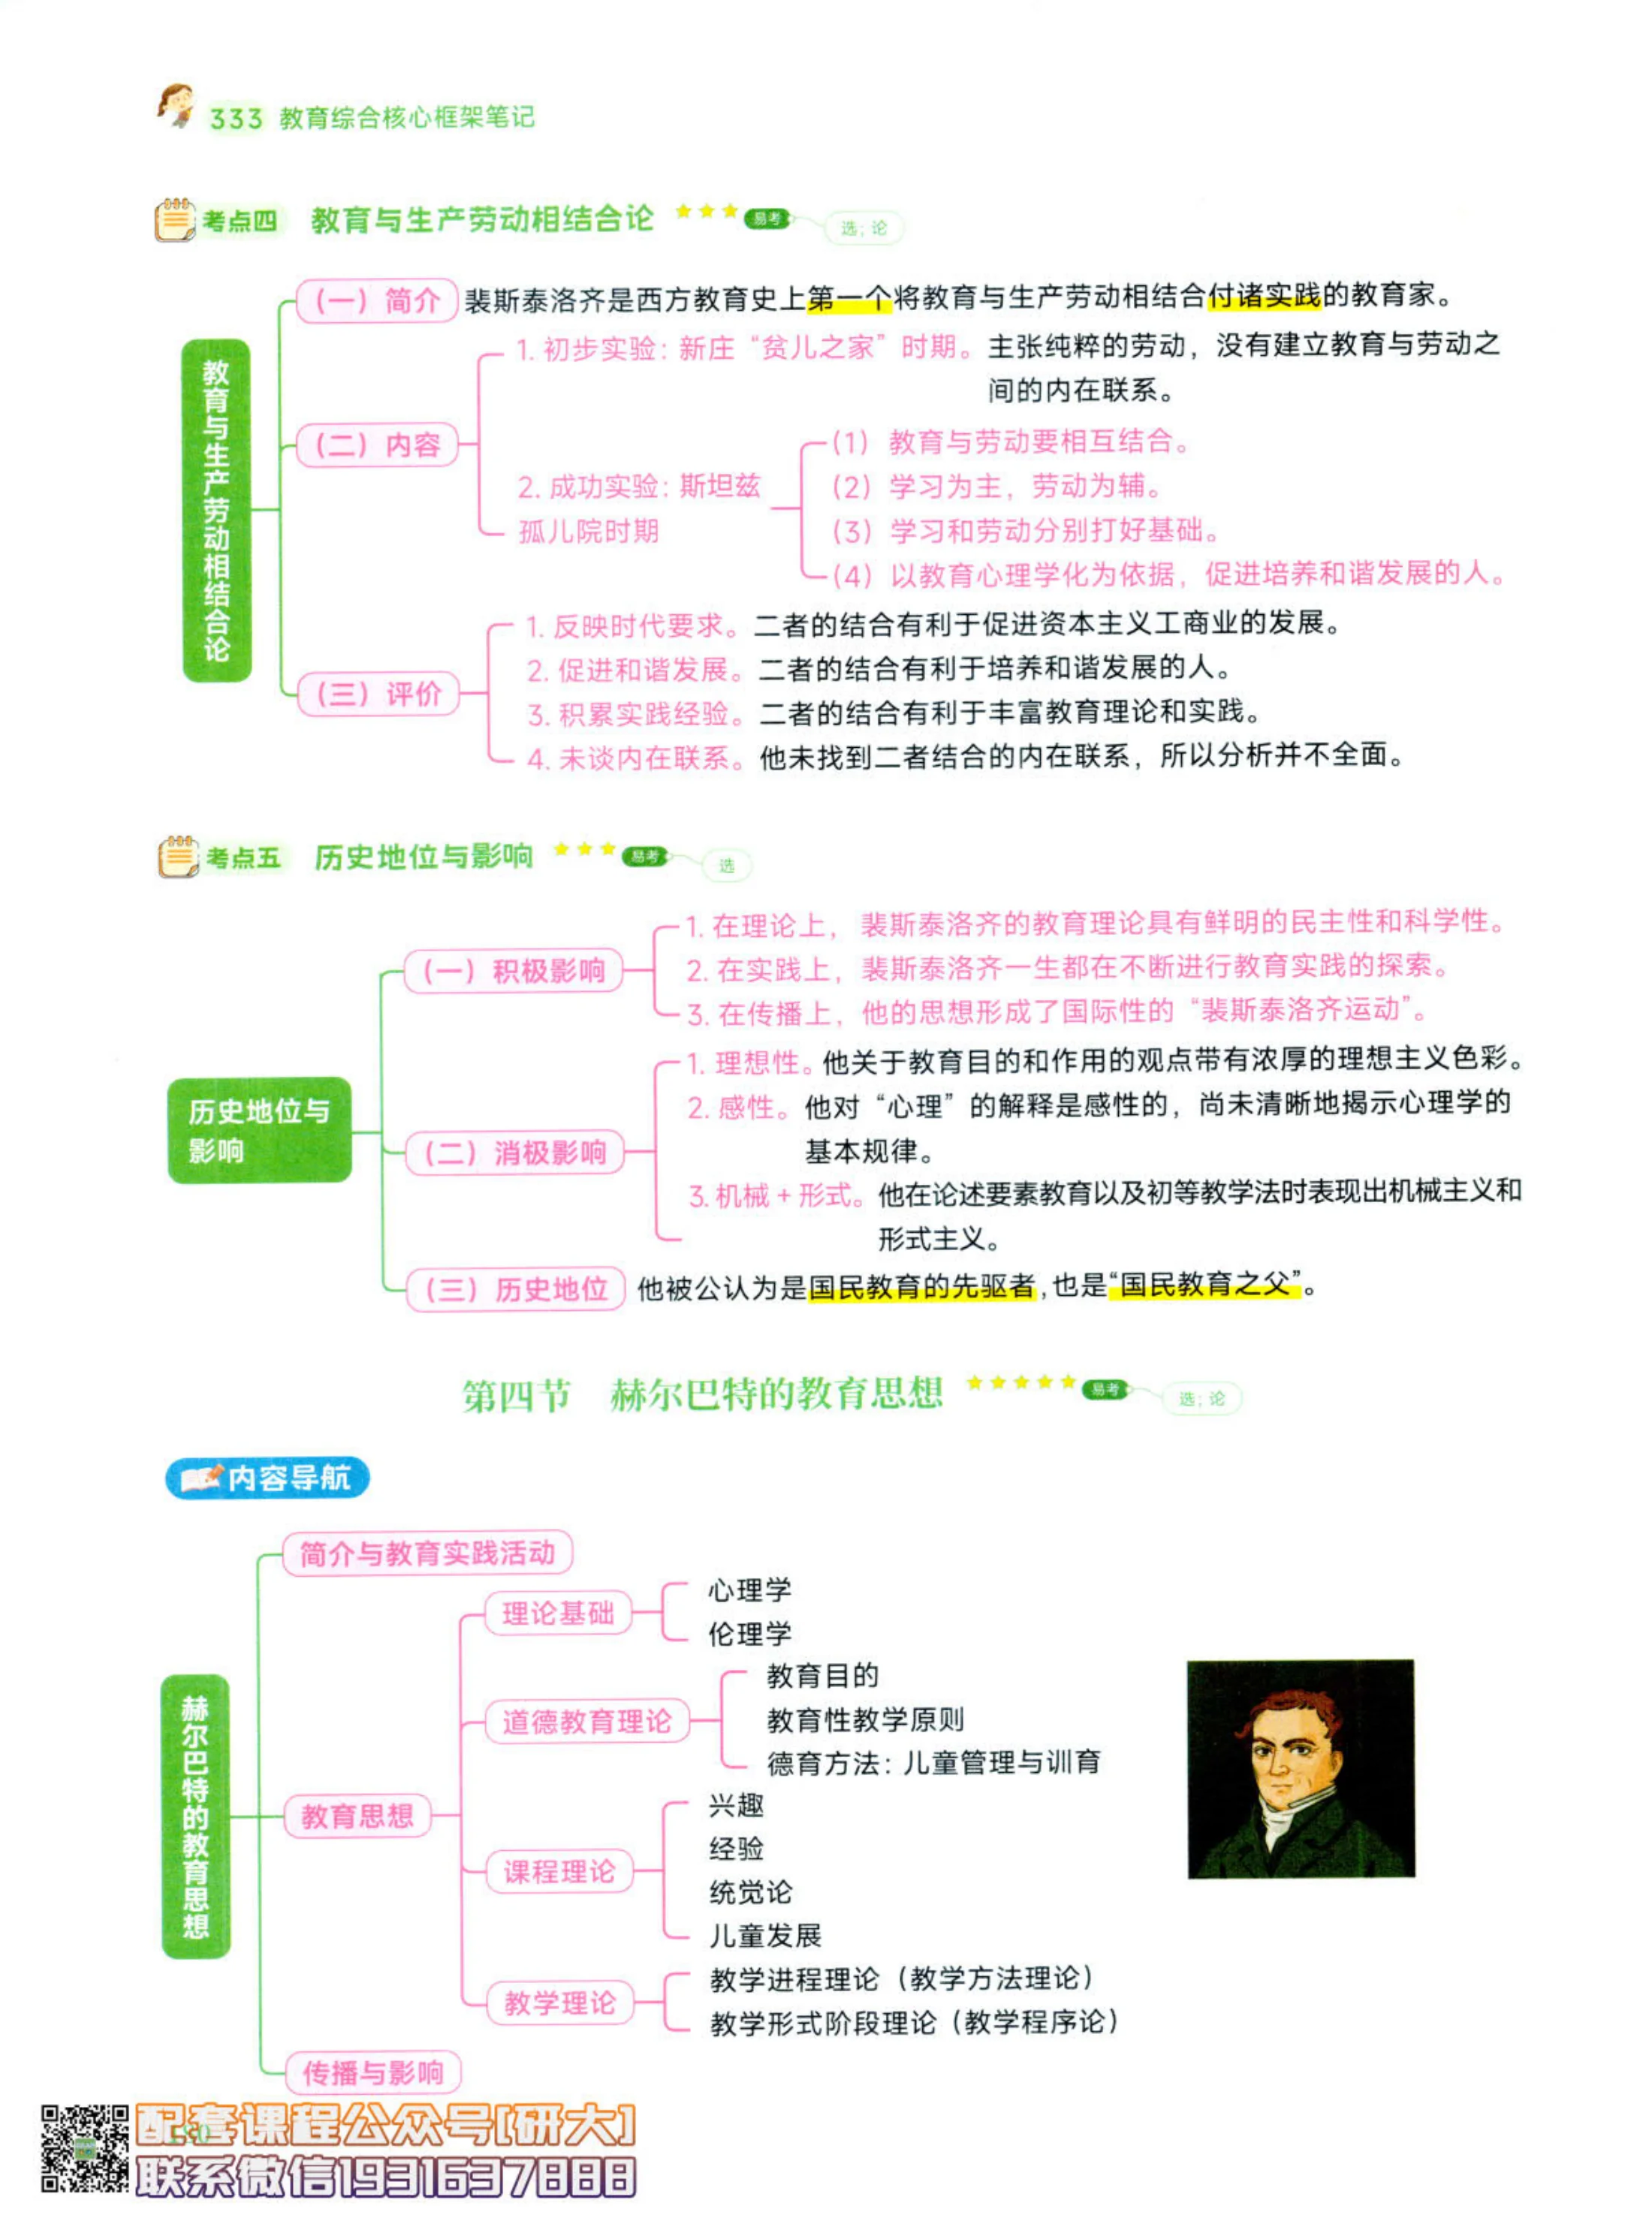 333 教育综合核心框架笔记
考点四 教育与生产劳动相结合论 易考 选；论
教育与生产劳动相结合论
（一）简介 裴斯泰洛齐是西方教育史上第一个将教育与生产劳动相结合付诸实践的教育家。
（二）内容
1. 初步实验：新庄“贫儿之家”时期。主张纯粹的劳动，没有建立教育与劳动之
间的内在联系。
2. 成功实验：斯坦兹
孤儿院时期
（1）教育与劳动要相互结合。
（2）学习为主，劳动为辅。
（3）学习和劳动分别打好基础。
（4）以教育心理学化为依据，促进培养和谐发展的人。
（三）评价
1. 反映时代要求。二者的结合有利于促进资本主义工商业的发展。
2. 促进和谐发展。二者的结合有利于培养和谐发展的人。
3. 积累实践经验。二者的结合有利于丰富教育理论和实践。
4. 未谈内在联系。他未找到二者结合的内在联系，所以分析并不全面。
考点五 历史地位与影响 易考 选
历史地位与
影响
（一）积极影响
1. 在理论上，裴斯泰洛齐的教育理论具有鲜明的民主性和科学性。
2. 在实践上，裴斯泰洛齐一生都在不断进行教育实践的探索。
3. 在传播上，他的思想形成了国际性的“裴斯泰洛齐运动”。
（二）消极影响
1. 理想性。他关于教育目的和作用的观点带有浓厚的理想主义色彩。
2. 感性。他对“心理”的解释是感性的，尚未清晰地揭示心理学的
基本规律。
3. 机械 + 形式。他在论述要素教育以及初等教学法时表现出机械主义和
形式主义。
（三）历史地位 他被公认为是国民教育的先驱者，也是“国民教育之父”。
第四节 赫尔巴特的教育思想 易考 选；论
内容导航
赫尔巴特的教育思想
简介与教育实践活动
教育思想
理论基础
心理学
伦理学
道德教育理论
教育目的
教育性教学原则
德育方法：儿童管理与训育
课程理论
兴趣
经验
统觉论
儿童发展
教学理论
教学进程理论（教学方法理论）
教学形式阶段理论（教学程序论）
传播与影响
配套课程公众号[研大]
联系微信1931637888